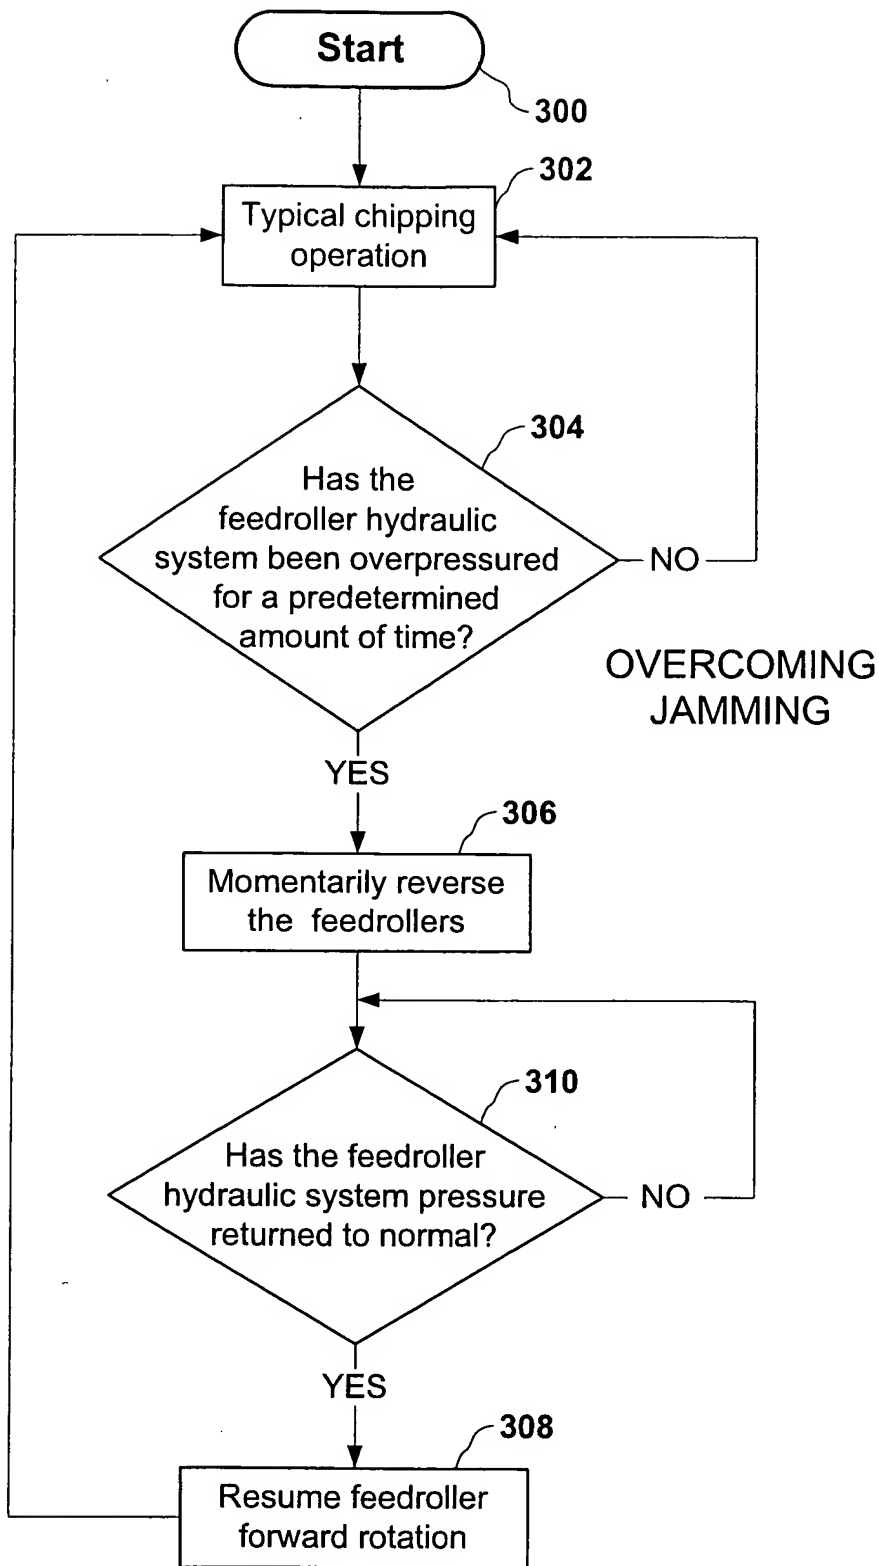 Start
300
302
Typical chipping
operation
304
Has the
feedroller hydraulic
system been overpressured
for a predetermined
amount of time?
NO
OVERCOMING
JAMMING
YES
306
Momentarily reverse
the feedrollers
310
Has the feedroller
hydraulic system pressure
returned to normal?
NO
YES
308
Resume feedroller
forward rotation